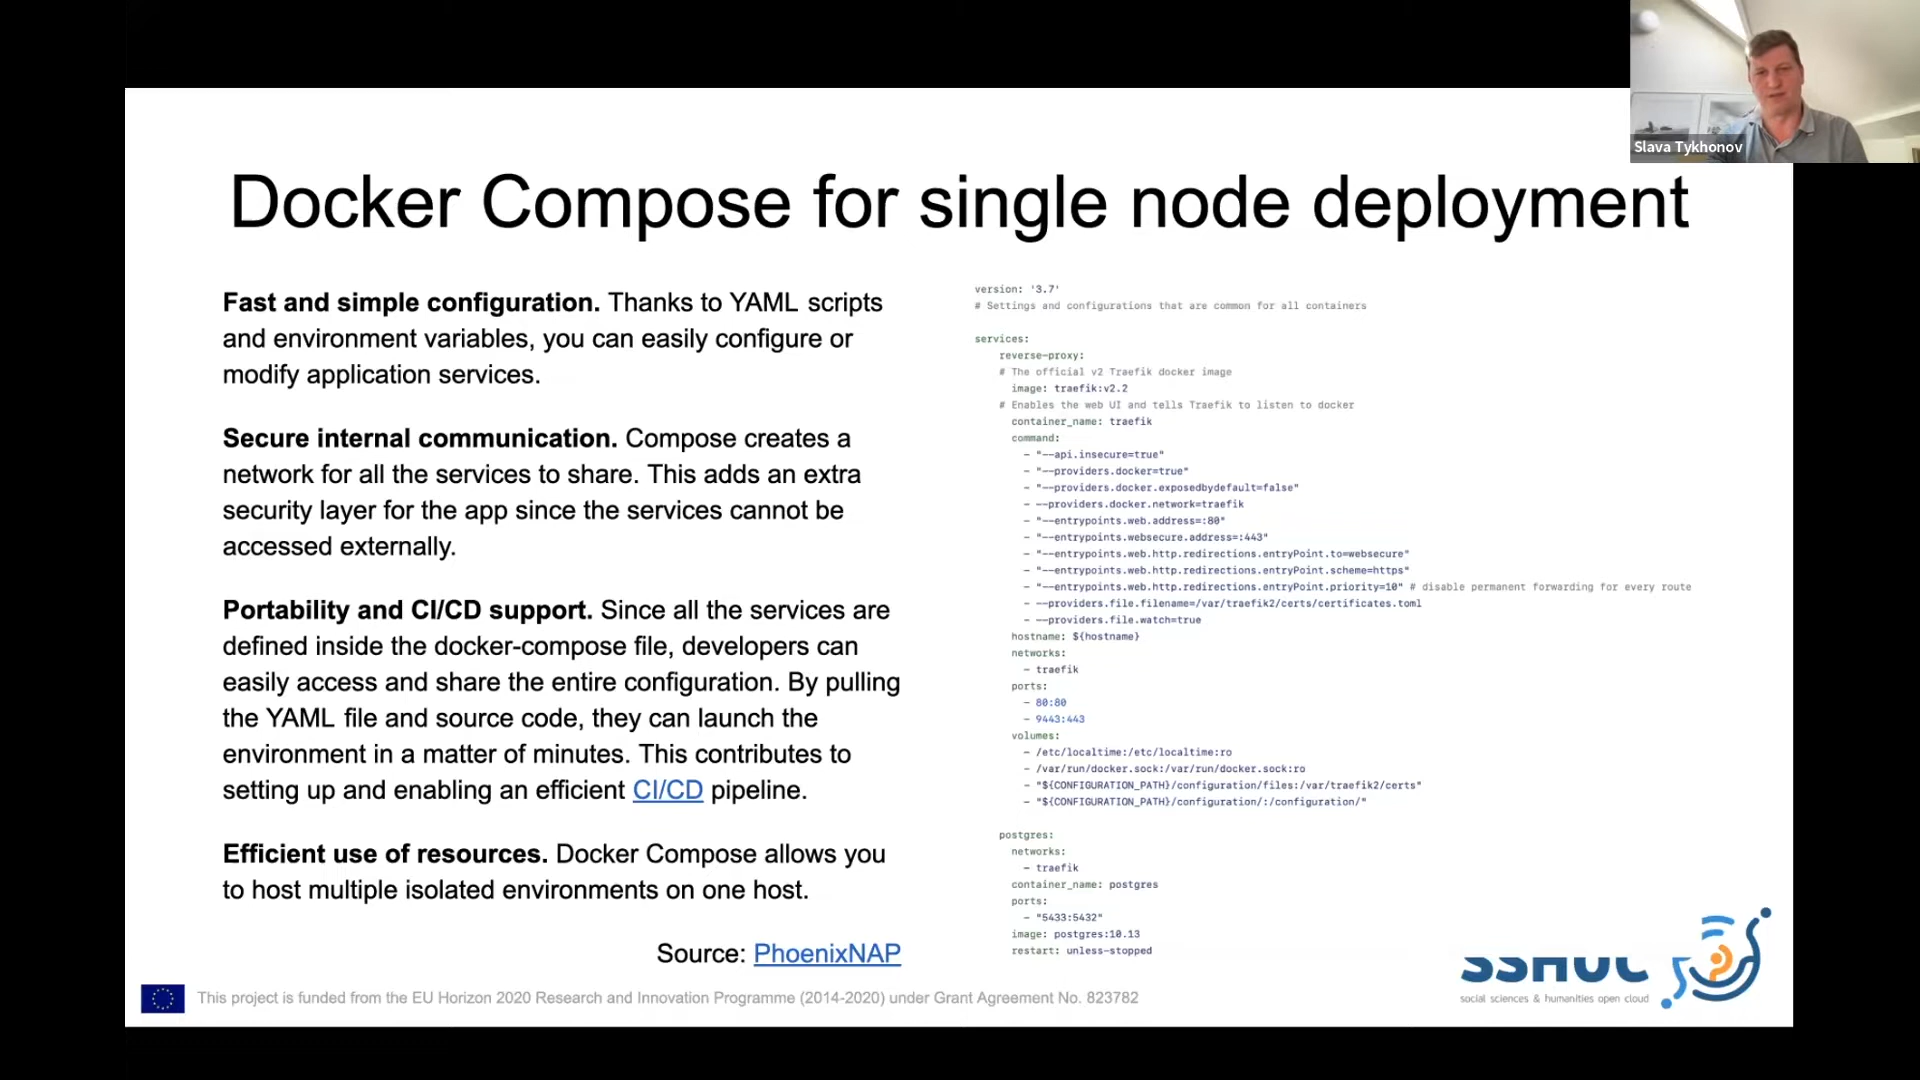 Slava Tykhonov
Docker Compose for single node deployment
Fast and simple configuration. Thanks to YAML scripts
and environment variables, you can easily configure or
modify application services.
Secure internal communication. Compose creates a
network for all the services to share. This adds an extra
security layer for the app since the services cannot be
accessed externally.
Portability and CI/CD support. Since all the services are
defined inside the docker-compose file, developers can
easily access and share the entire configuration. By pulling
the YAML file and source code, they can launch the
environment in a matter of minutes. This contributes to
setting up and enabling an efficient CI/CD pipeline.
Efficient use of resources. Docker Compose allows you
to host multiple isolated environments on one host.
Source: PhoenixNAP
version: '3.7'
# Settings and configurations that are common for all containers
services:
reverse-proxy:
# The official v2 Traefik docker image
image: traefik:v2.2
# Enables the web UI and tells Traefik to listen to docker
container_name: traefik
command:
- "--api.insecure=true"
- "--providers.docker=true"
- "--providers.docker.exposedbydefault=false"
- --providers.docker.network=traefik
- "--entrypoints.web.address=:80"
- "--entrypoints.websecure.address=:443"
- "--entrypoints.web.http.redirections.entryPoint.to=websecure"
- "--entrypoints.web.http.redirections.entryPoint.scheme=https"
- "--entrypoints.web.http.redirections.entryPoint.priority=10" # disable permanent forwarding for every route
- --providers.file.filename=/var/traefik2/certs/certificates.toml
- --providers.file.watch=true
hostname: ${hostname}
networks:
- traefik
ports:
- 80:80
- 9443:443
volumes:
- /etc/localtime:/etc/localtime:ro
- /var/run/docker.sock:/var/run/docker.sock:ro
- "${CONFIGURATION_PATH}/configuration/files:/var/traefik2/certs"
- "${CONFIGURATION_PATH}/configuration/:/configuration/"
postgres:
networks:
- traefik
container_name: postgres
ports:
- "5433:5432"
image: postgres:10.13
restart: unless-stopped
This project is funded from the EU Horizon 2020 Research and Innovation Programme (2014-2020) under Grant Agreement No. 823782
SSHOC
social sciences & humanities open cloud